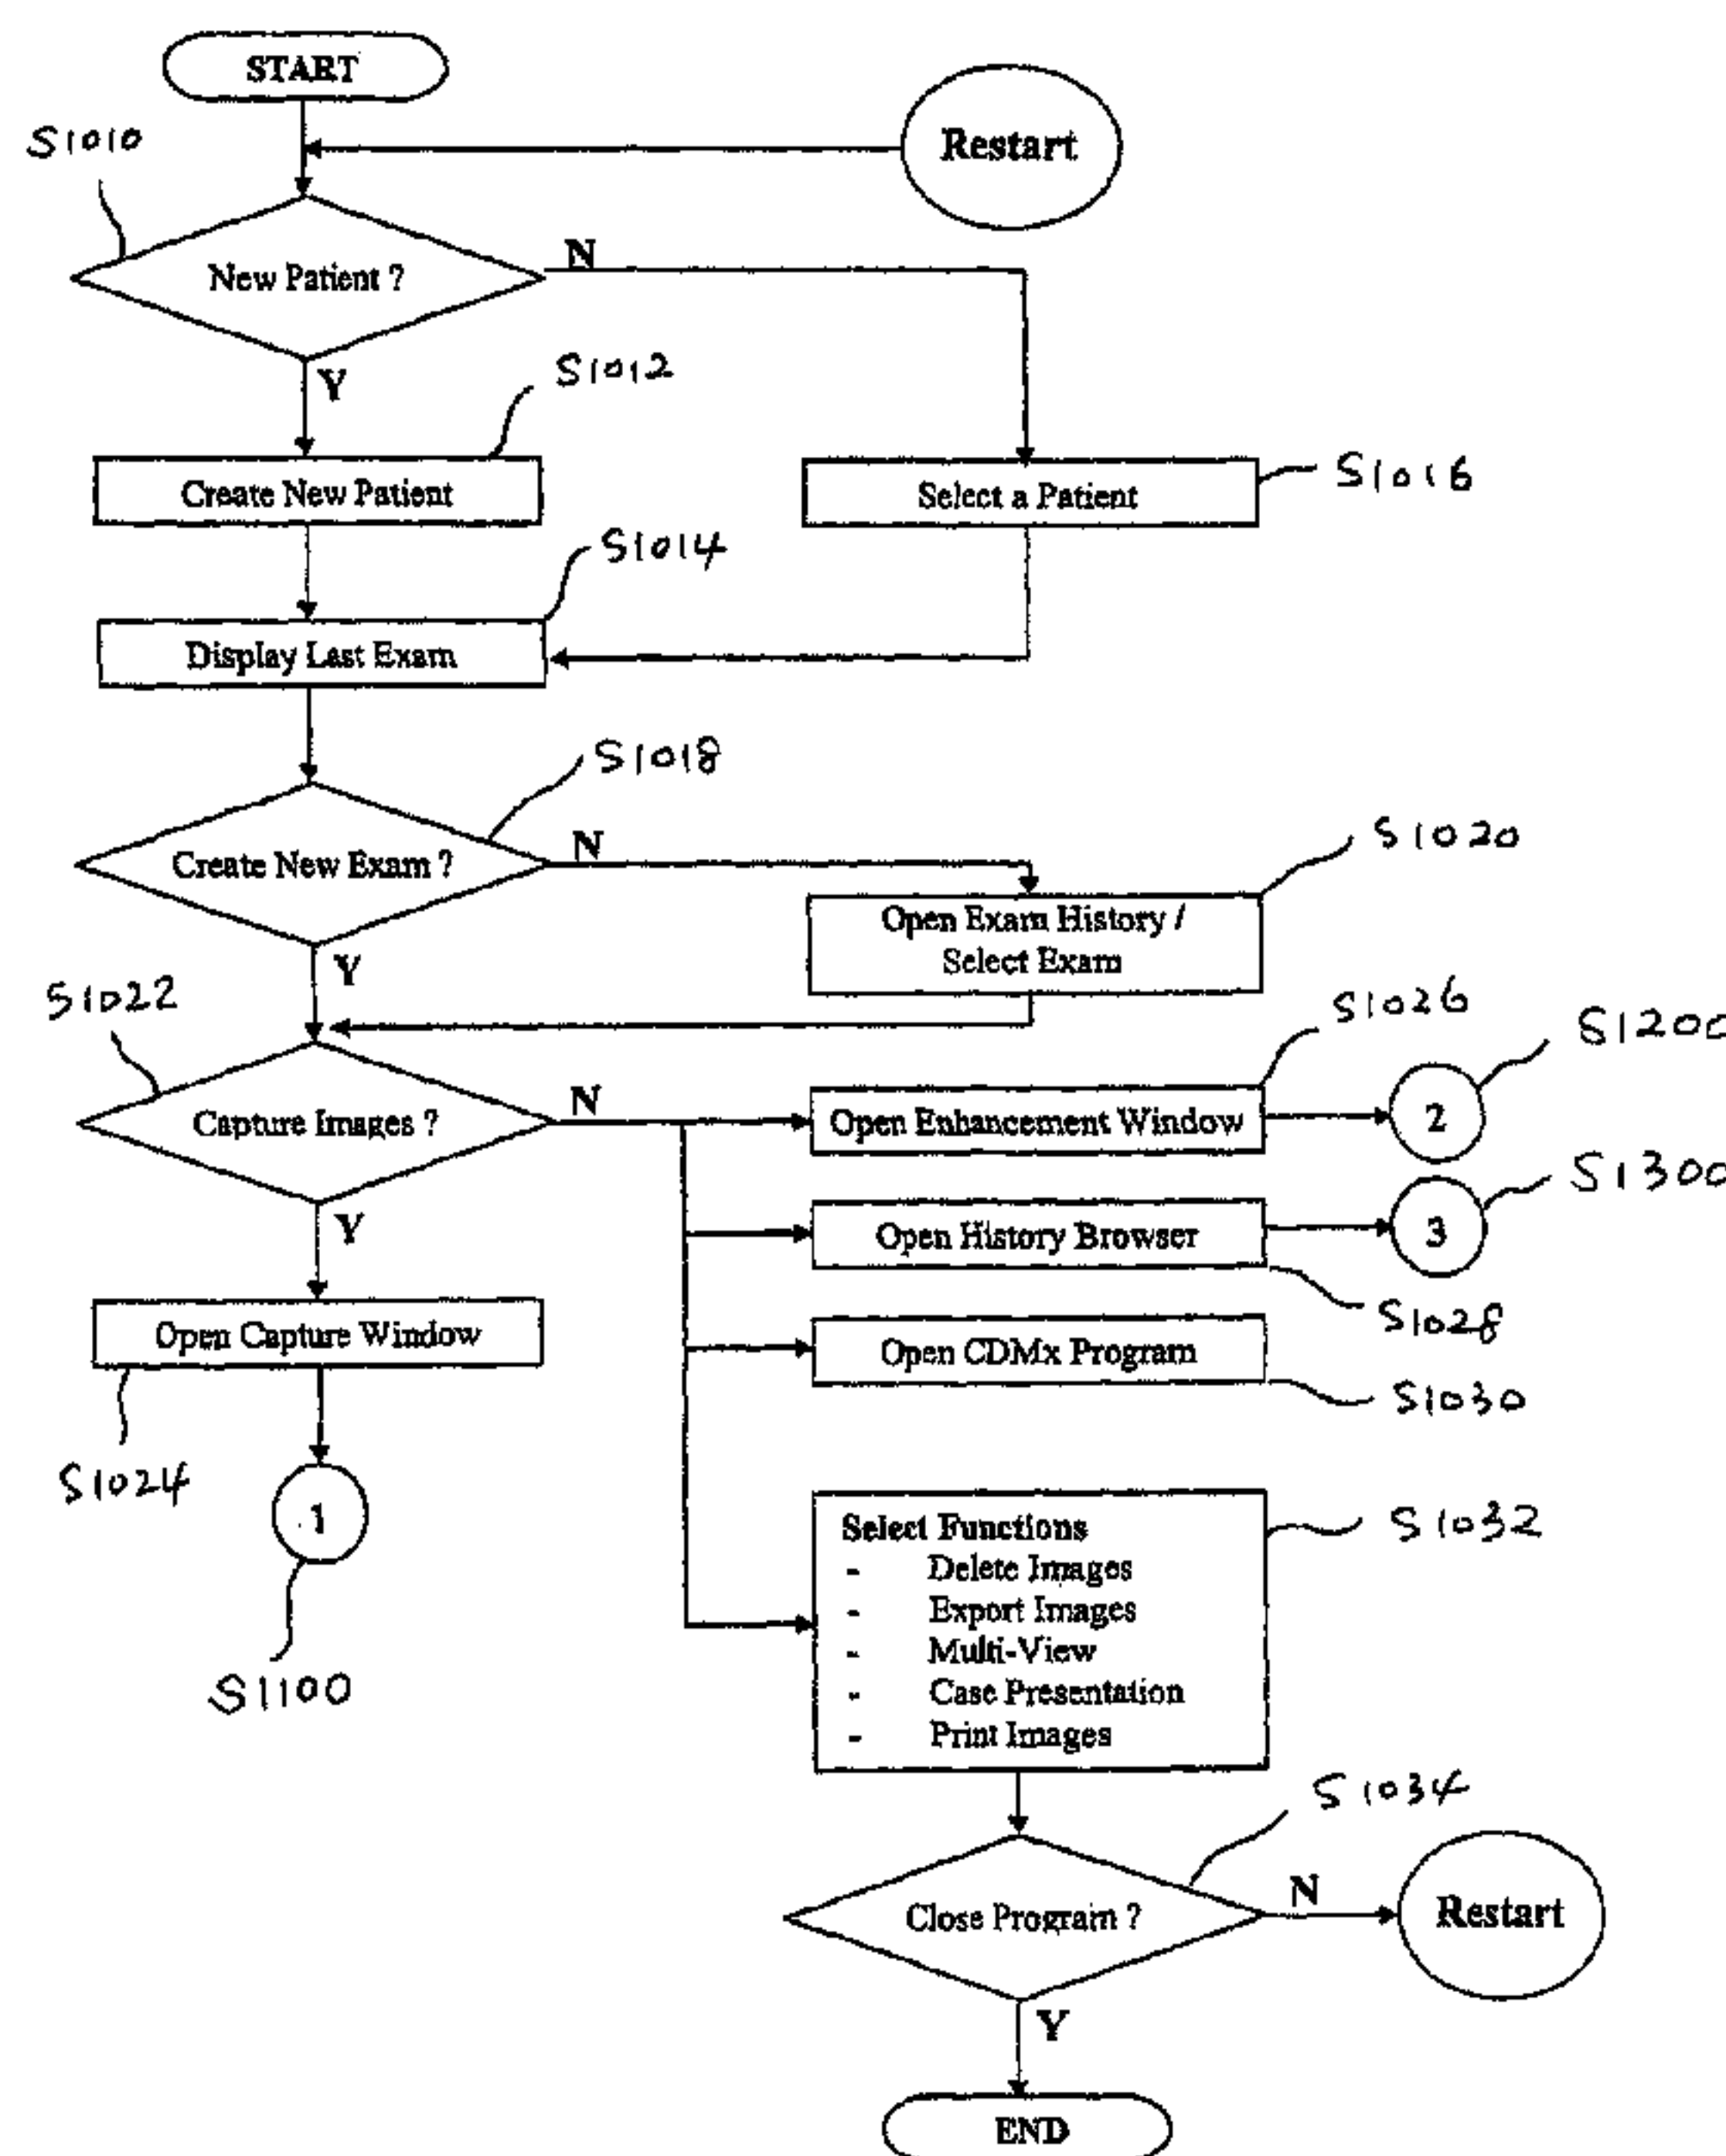 START
Restart
S1010
New Patient ?
N
Y
S1012
Create New Patient
Select a Patient
S1016
S1014
Display Last Exam
S1018
Create New Exam ?
N
Y
S1020
Open Exam History /
Select Exam
S1022
Capture Images ?
N
Y
S1026
Open Enhancement Window
S1200
2
Open History Browser
S1300
3
S1028
Open Capture Window
Open CDMx Program
S1030
S1024
1
S1100
Select Functions
S1032
- Delete Images
- Export Images
- Multi-View
- Case Presentation
- Print Images
S1034
Close Program ?
N
Restart
Y
END